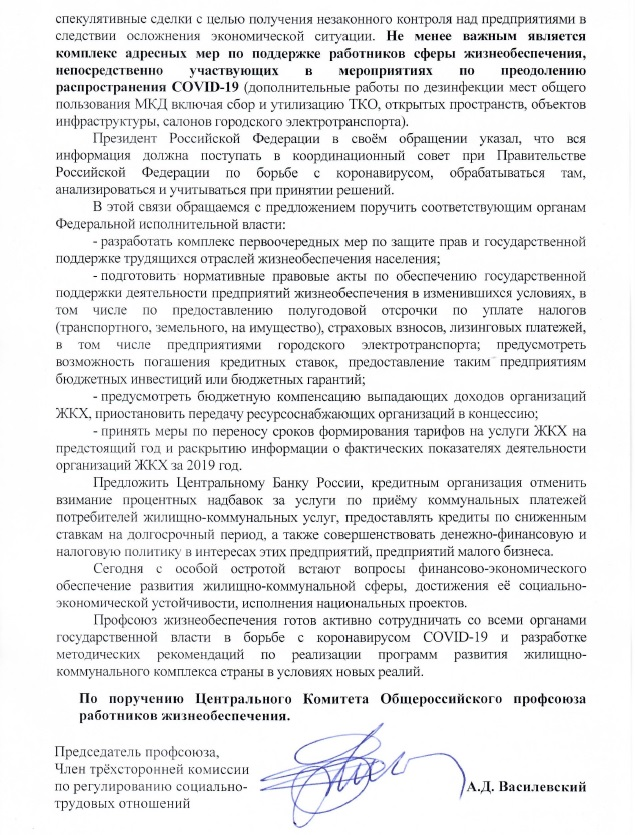 спекулятивные сделки с целью получения незаконного контроля над предприятиями в
следствии осложнения экономической ситуации. Не менее важным является
комплекс адресных мер по поддержке работников сферы жизнеобеспечения,
непосредственно участвующих в мероприятиях по преодолению
распространения COVID-19 (дополнительные работы по дезинфекции мест общего
пользования МКД включая сбор и утилизацию ТКО, открытых пространств, объектов
инфраструктуры, салонов городского электротранспорта).
Президент Российской Федерации в своём обращении указал, что вся
информация должна поступать в координационный совет при Правительстве
Российской Федерации по борьбе с коронавирусом, обрабатываться там,
анализироваться и учитываться при принятии решений.
В этой связи обращаемся с предложением поручить соответствующим органам
Федеральной исполнительной власти:
- разработать комплекс первоочередных мер по защите прав и государственной
поддержке трудящихся отраслей жизнеобеспечения населения;
- подготовить нормативные правовые акты по обеспечению государственной
поддержки деятельности предприятий жизнеобеспечения в изменившихся условиях, в
том числе по предоставлению полугодовой отсрочки по уплате налогов
(транспортного, земельного, на имущество), страховых взносов, лизинговых платежей,
в том числе предприятиями городского электротранспорта; предусмотреть
возможность погашения кредитных ставок, предоставление таким предприятиям
бюджетных инвестиций или бюджетных гарантий;
- предусмотреть бюджетную компенсацию выпадающих доходов организаций
ЖКХ, приостановить передачу ресурсоснабжающих организаций в концессию;
- принять меры по переносу сроков формирования тарифов на услуги ЖКХ на
предстоящий год и раскрытию информации о фактических показателях деятельности
организаций ЖКХ за 2019 год.
Предложить Центральному Банку России, кредитным организация отменить
взимание процентных надбавок за услуги по приёму коммунальных платежей
потребителей жилищно-коммунальных услуг, предоставлять кредиты по сниженным
ставкам на долгосрочный период, а также совершенствовать денежно-финансовую и
налоговую политику в интересах этих предприятий, предприятий малого бизнеса.
Сегодня с особой остротой встают вопросы финансово-экономического
обеспечение развития жилищно-коммунальной сферы, достижения её социально-
экономической устойчивости, исполнения национальных проектов.
Профсоюз жизнеобеспечения готов активно сотрудничать со всеми органами
государственной власти в борьбе с коронавирусом COVID-19 и разработке
методических рекомендаций по реализации программ развития жилищно-
коммунального комплекса страны в условиях новых реалий.
По поручению Центрального Комитета Общероссийского профсоюза
работников жизнеобеспечения.
Председатель профсоюза,
Член трёхсторонней комиссии
по регулированию социально-
трудовых отношений
А.Д. Василевский